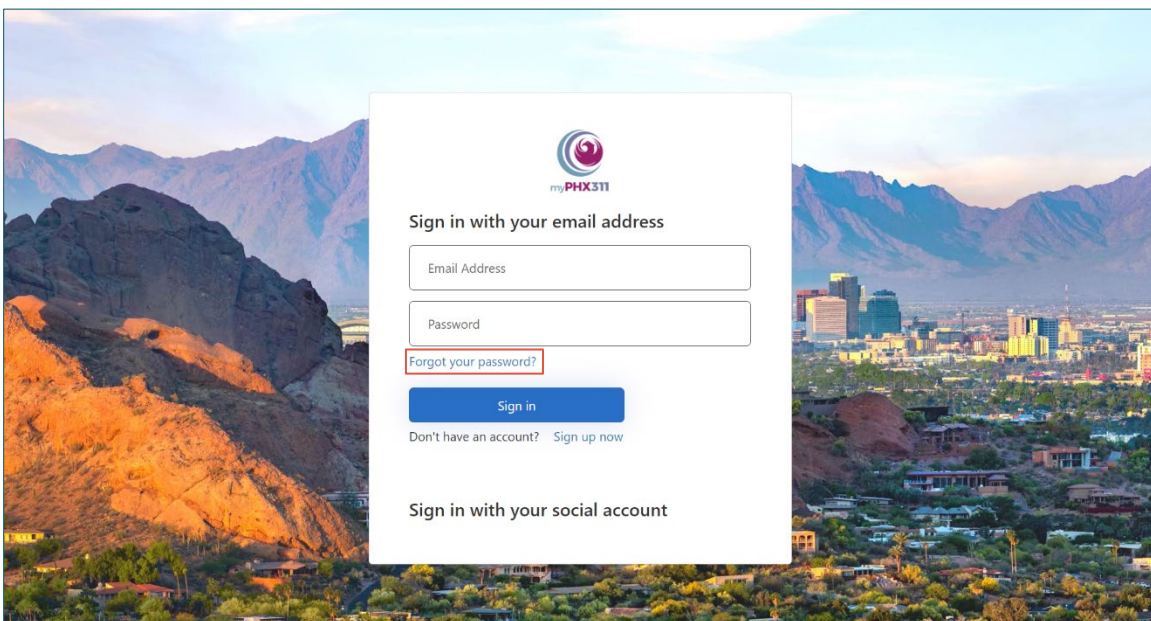 myPHX311
Sign in with your email address
Email Address
Password
Forgot your password?
Sign in
Don't have an account? Sign up now
Sign in with your social account